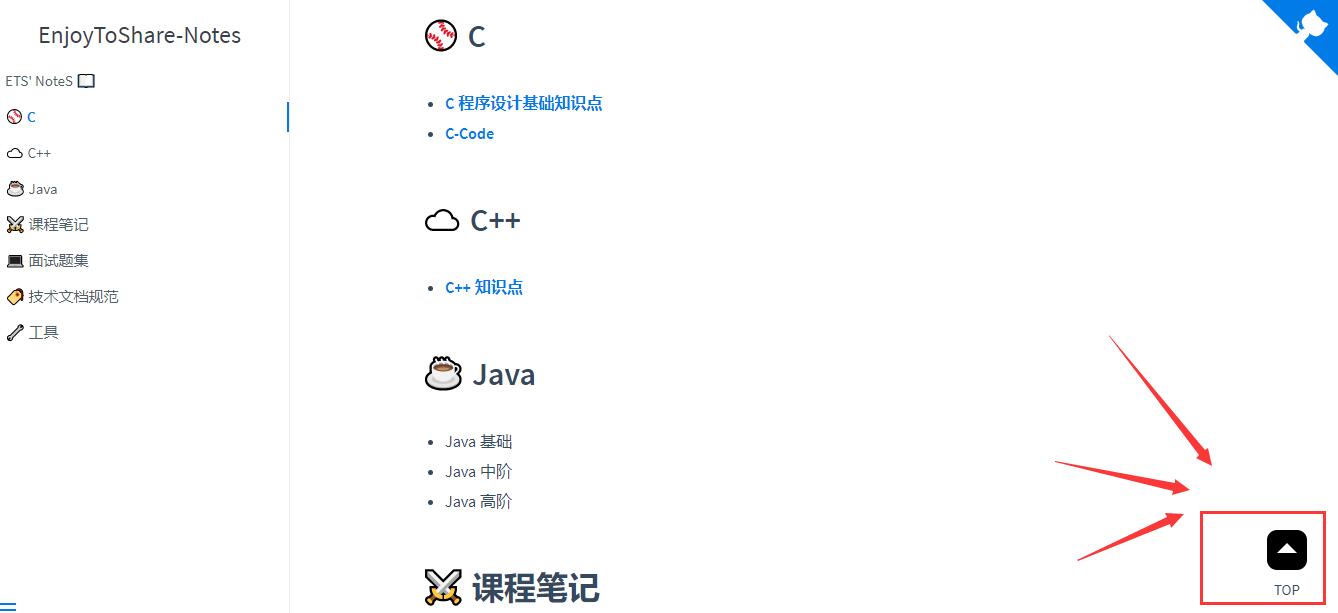 EnjoyToShare-Notes
ETS' NoteS
C
C++
Java
课程笔记
面试题集
技术文档规范
工具
C
C 程序设计基础知识点
C-Code
C++
C++ 知识点
Java
Java 基础
Java 中阶
Java 高阶
课程笔记
TOP